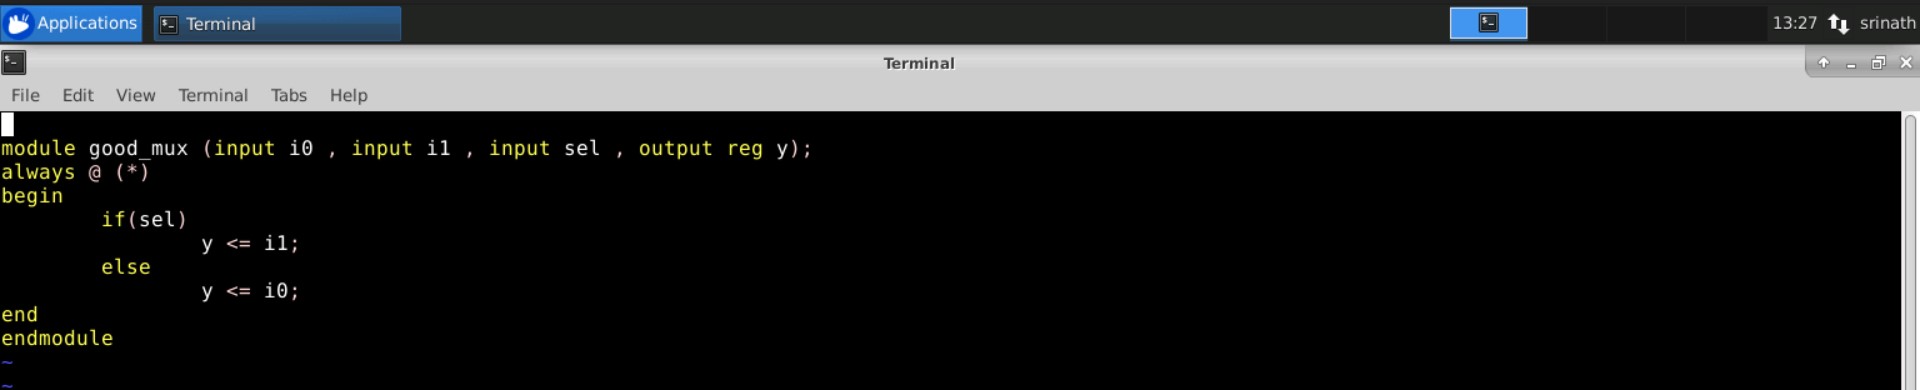 Applications Terminal 13:27 srinath
Terminal
File Edit View Terminal Tabs Help
module good_mux (input i0 , input i1 , input sel , output reg y);
always @ (*)
begin
        if(sel)
                y <= i1;
        else
                y <= i0;
end
endmodule
~
~